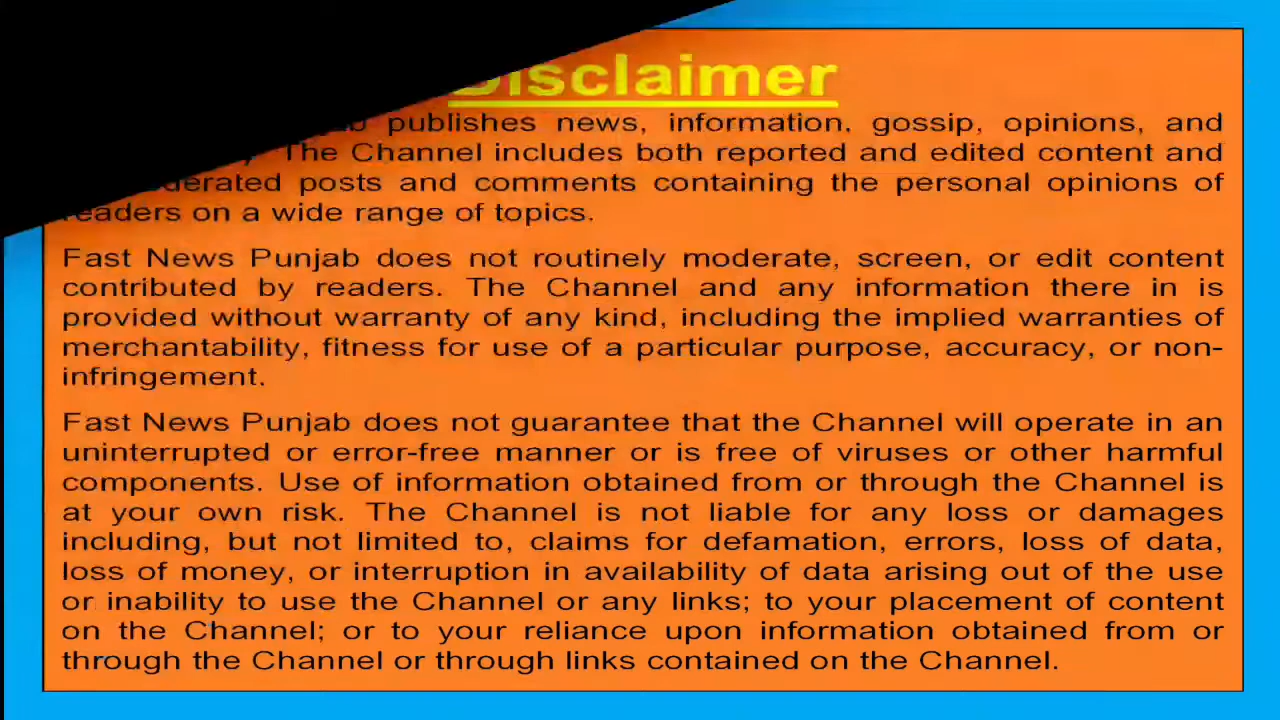 Disclaimer
publishes news, information, gossip, opinions, and
The Channel includes both reported and edited content and
posts and comments containing the personal opinions of
readers on a wide range of topics.
Fast News Punjab does not routinely moderate, screen, or edit content
contributed by readers. The Channel and any information there in is
provided without warranty of any kind, including the implied warranties of
merchantability, fitness for use of a particular purpose, accuracy, or non-
infringement.
Fast News Punjab does not guarantee that the Channel will operate in an
uninterrupted or error-free manner or is free of viruses or other harmful
components. Use of information obtained from or through the Channel is
at your own risk. The Channel is not liable for any loss or damages
including, but not limited to, claims for defamation, errors, loss of data,
loss of money, or interruption in availability of data arising out of the use
or inability to use the Channel or any links; to your placement of content
on the Channel; or to your reliance upon information obtained from or
through the Channel or through links contained on the Channel.